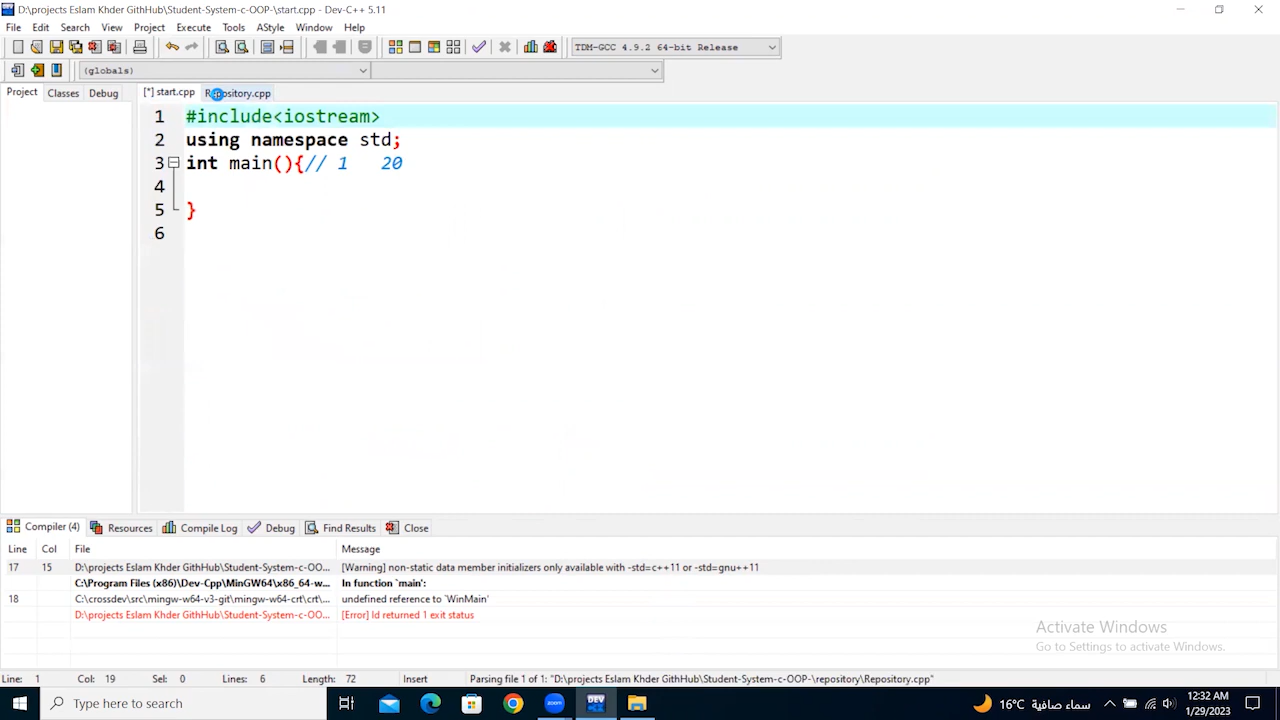 D:\projects Eslam Khder GithHub\Student-System-c-OOP-\start.cpp - Dev-C++ 5.11
File Edit Search View Project Execute Tools AStyle Window Help
TDM-GCC 4.9.2 64-bit Release
(globals)
Project Classes Debug [*] start.cpp Repository.cpp
1 #include<iostream>
2 using namespace std;
3 int main(){// 1 20
4
5 }
6
Compiler (4) Resources Compile Log Debug Find Results Close
Line Col File Message
17 15 D:\projects Eslam Khder GithHub\Student-System-c-OO... [Warning] non-static data member initializers only available with -std=c++11 or -std=gnu++11
C:\Program Files (x86)\Dev-Cpp\MinGW64\x86_64-w... In function `main':
18 C:\crossdev\src\mingw-w64-v3-git\mingw-w64-crt\crt\... undefined reference to `WinMain'
D:\projects Eslam Khder GithHub\Student-System-c-OO... [Error] ld returned 1 exit status
Activate Windows
Go to Settings to activate Windows.
Line: 1 Col: 19 Sel: 0 Lines: 6 Length: 72 Insert Parsing file 1 of 1: "D:\projects Eslam Khder GithHub\Student-System-c-OOP-\repository\Repository.cpp"
Type here to search
zoom
DEV
16°C سماء صافية
12:32 AM
1/29/2023